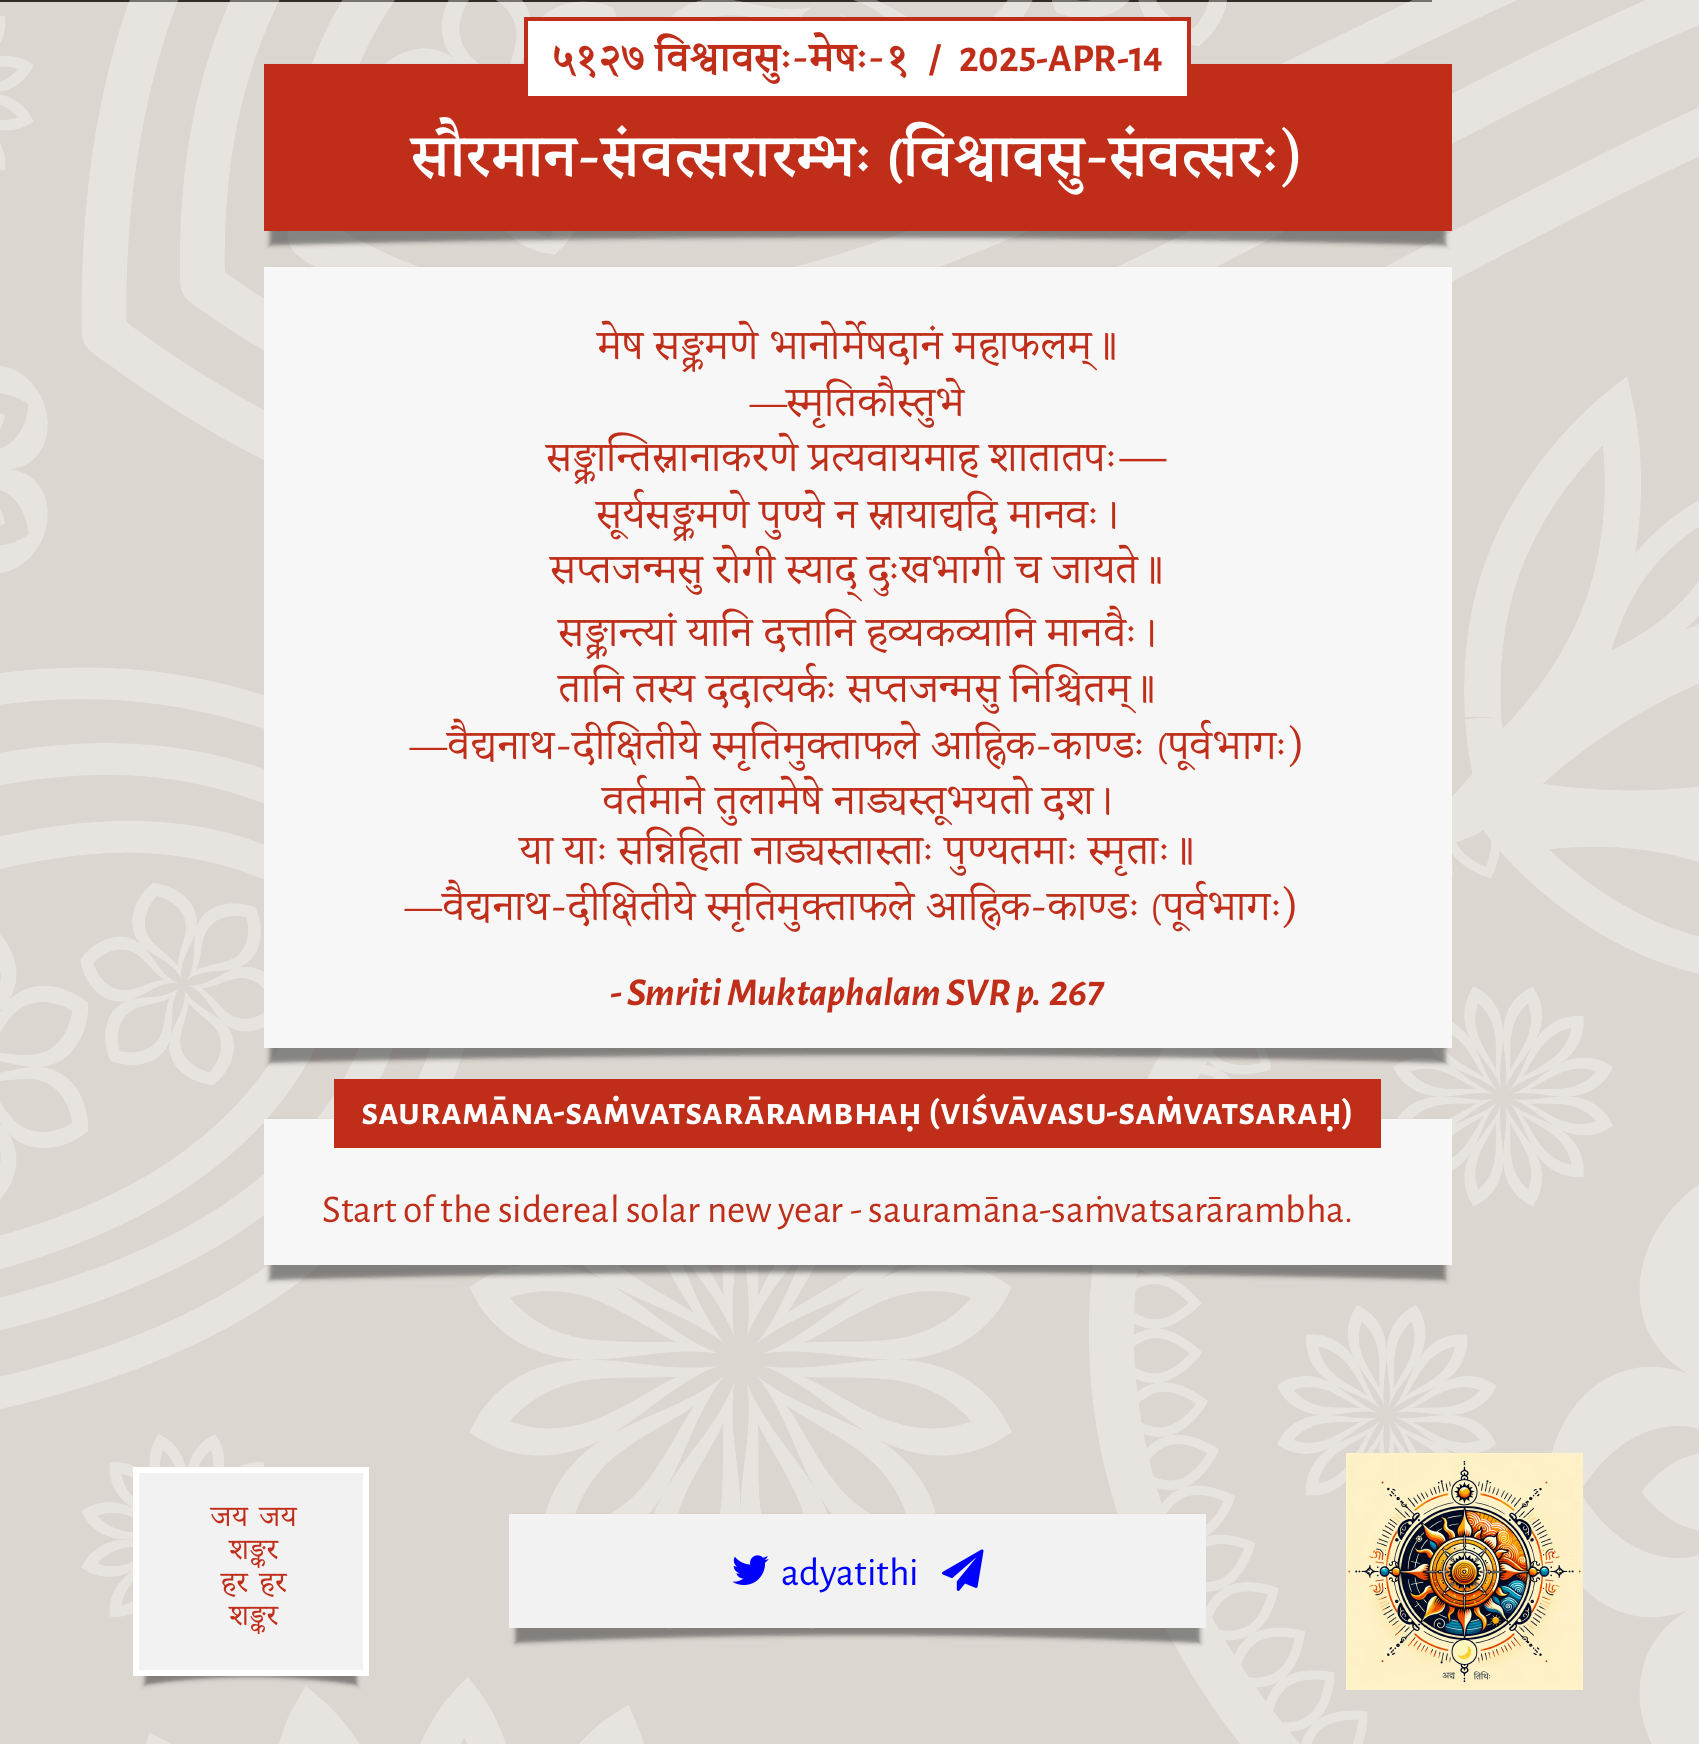 ५१२७ विश्वावसुः-मेषः-१ / 2025-APR-14
सौरमान-संवत्सरारम्भः (विश्वावसु-संवत्सरः)
मेष सङ्क्रमणे भानोर्मेषदानं महाफलम्॥
—स्मृतिकौस्तुभे
सङ्क्रान्तिस्नानाकरणे प्रत्यवायमाह शातातपः—
सूर्यसङ्क्रमणे पुण्ये न स्नायाद्यदि मानवः।
सप्तजन्मसु रोगी स्याद् दुःखभागी च जायते॥
सङ्क्रान्त्यां यानि दत्तानि हव्यकव्यानि मानवैः।
तानि तस्य ददात्यर्कः सप्तजन्मसु निश्चितम्॥
—वैद्यनाथ-दीक्षितीये स्मृतिमुक्ताफले आह्निक-काण्डः (पूर्वभागः)
वर्तमाने तुलामेषे नाड्यस्तूभयतो दश।
या याः सन्निहिता नाड्यस्तास्ताः पुण्यतमाः स्मृताः॥
—वैद्यनाथ-दीक्षितीये स्मृतिमुक्ताफले आह्निक-काण्डः (पूर्वभागः)
- Smriti Muktaphalam SVR p. 267
SAURAMĀNA-SAṀVATSARĀRAMBHAḤ (VIŚVĀVASU-SAṀVATSARAḤ)
Start of the sidereal solar new year - sauramāna-saṁvatsarārambha.
जय जय
शङ्कर
हर हर
शङ्कर
adyatithi
अद्य तिथिः